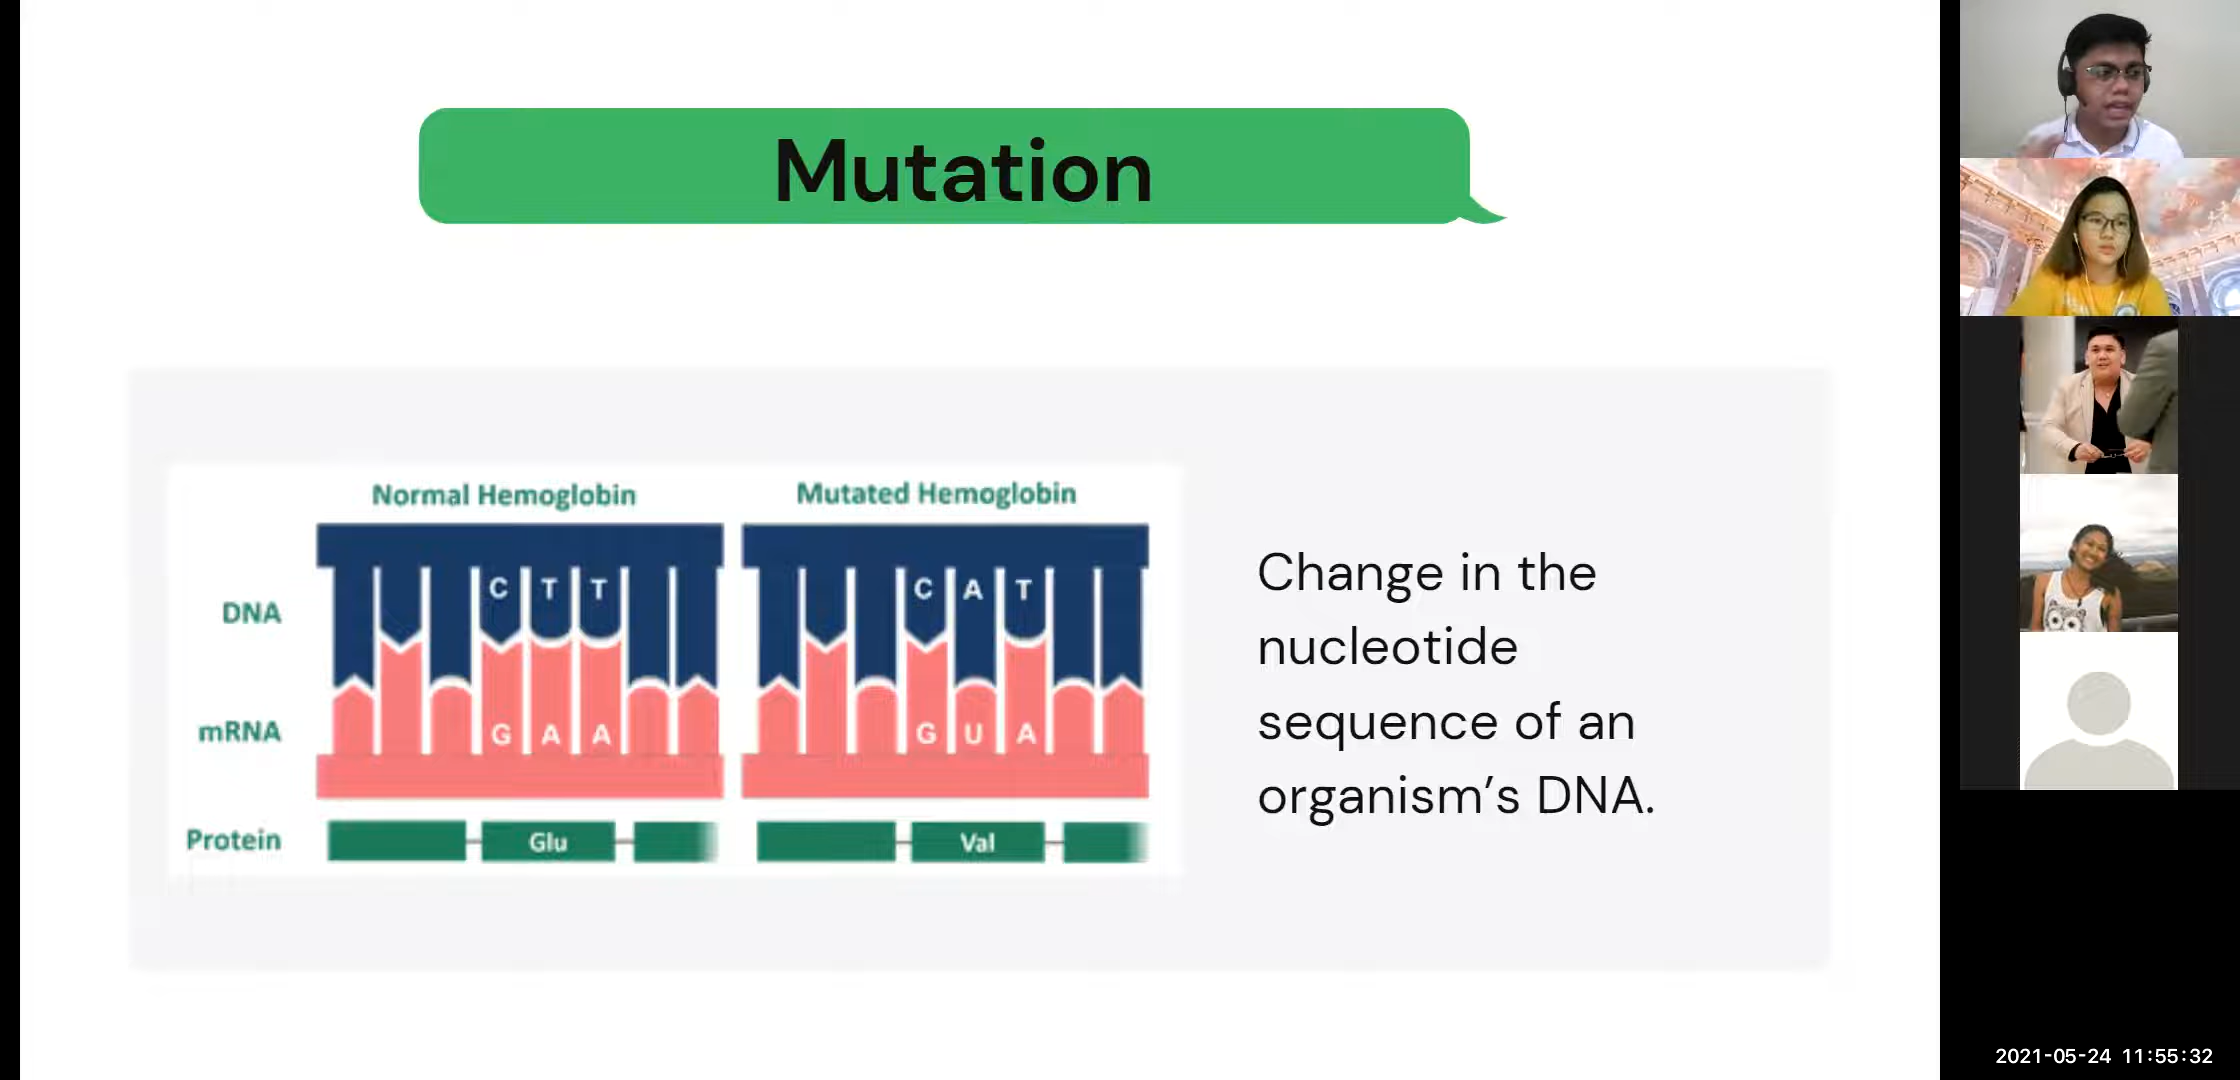 Mutation
Normal Hemoglobin
Mutated Hemoglobin
DNA
C T T
C A T
mRNA
G A A
G U A
Protein
Glu
Val
Change in the
nucleotide
sequence of an
organism's DNA.
2021-05-24 11:55:32